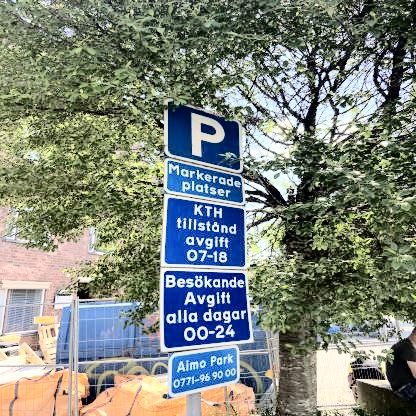 P
Markerade
platser
KTH
tillstånd
avgift
07-18
Besökande
Avgift
alla dagar
00-24
Aimo Park
0771-96 90 00